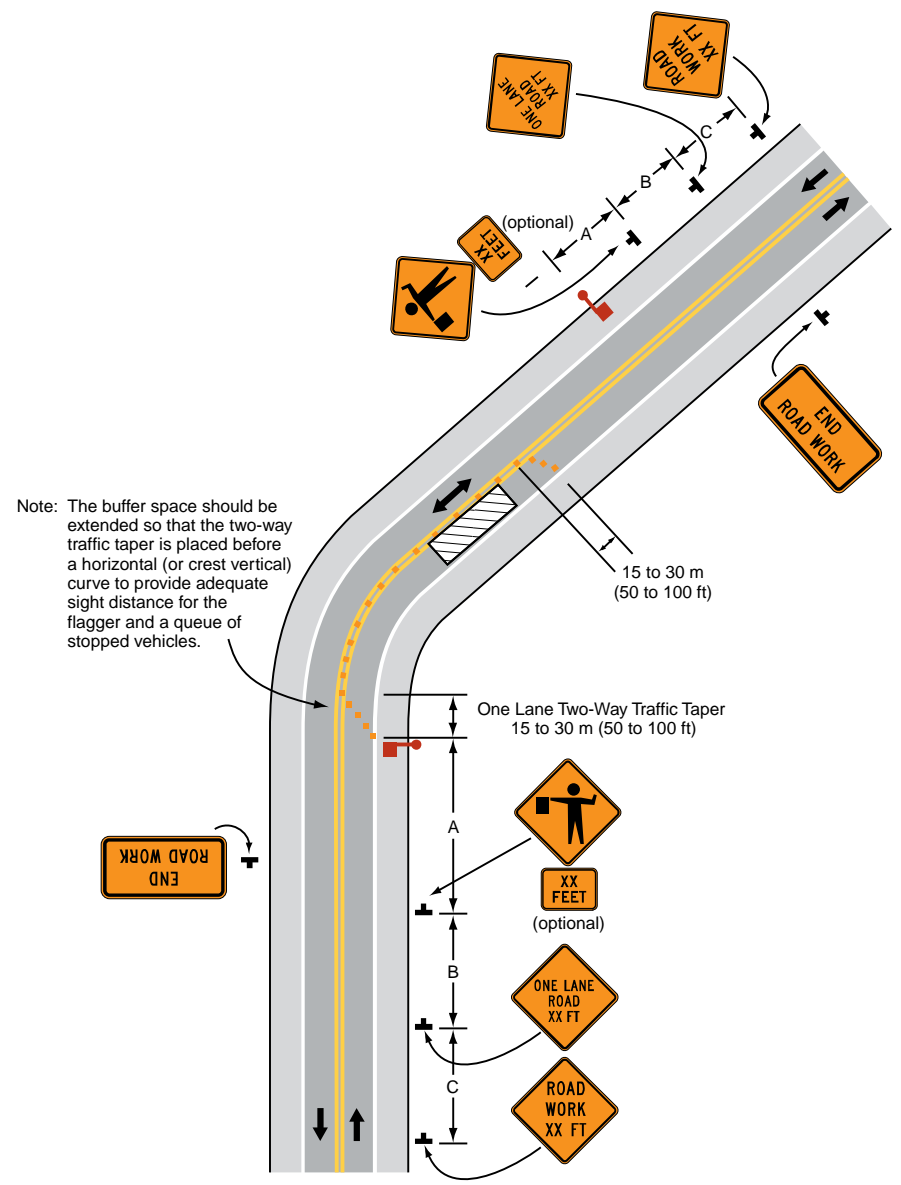 ROAD
WORK
XX FT
ONE LANE
ROAD
XX FT
C
B
(optional)
XX
FEET
A
END
ROAD WORK
Note: The buffer space should be
extended so that the two-way
traffic taper is placed before
a horizontal (or crest vertical)
curve to provide adequate
sight distance for the
flagger and a queue of
stopped vehicles.
15 to 30 m
(50 to 100 ft)
One Lane Two-Way Traffic Taper
15 to 30 m (50 to 100 ft)
A
END
ROAD WORK
XX
FEET
(optional)
B
ONE LANE
ROAD
XX FT
C
ROAD
WORK
XX FT